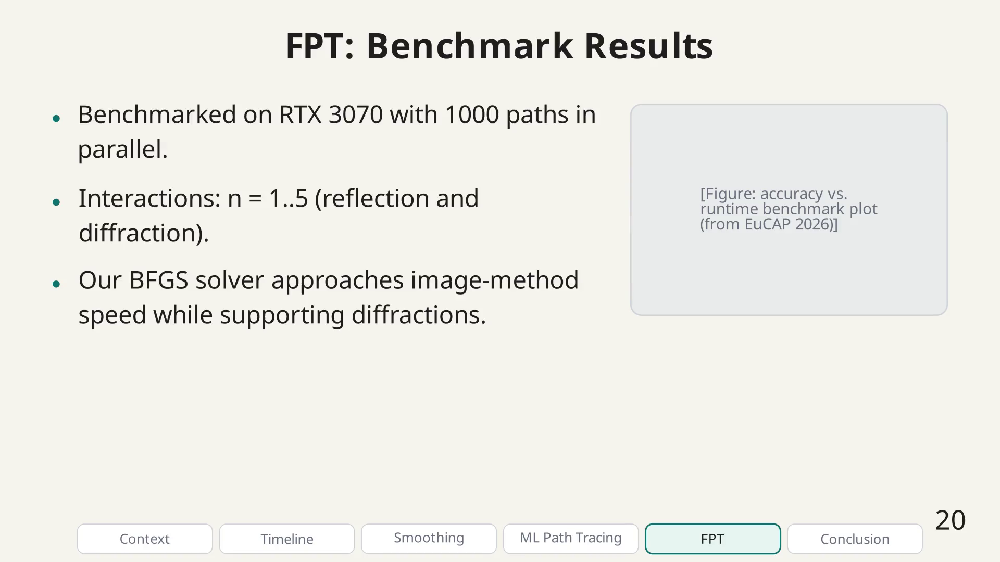 FPT: Benchmark Results
• Benchmarked on RTX 3070 with 1000 paths in
parallel.
• Interactions: n = 1..5 (reflection and
diffraction).
• Our BFGS solver approaches image-method
speed while supporting diffractions.
[Figure: accuracy vs.
runtime benchmark plot
(from EuCAP 2026)]
Context
Timeline
Smoothing
ML Path Tracing
FPT
Conclusion
20